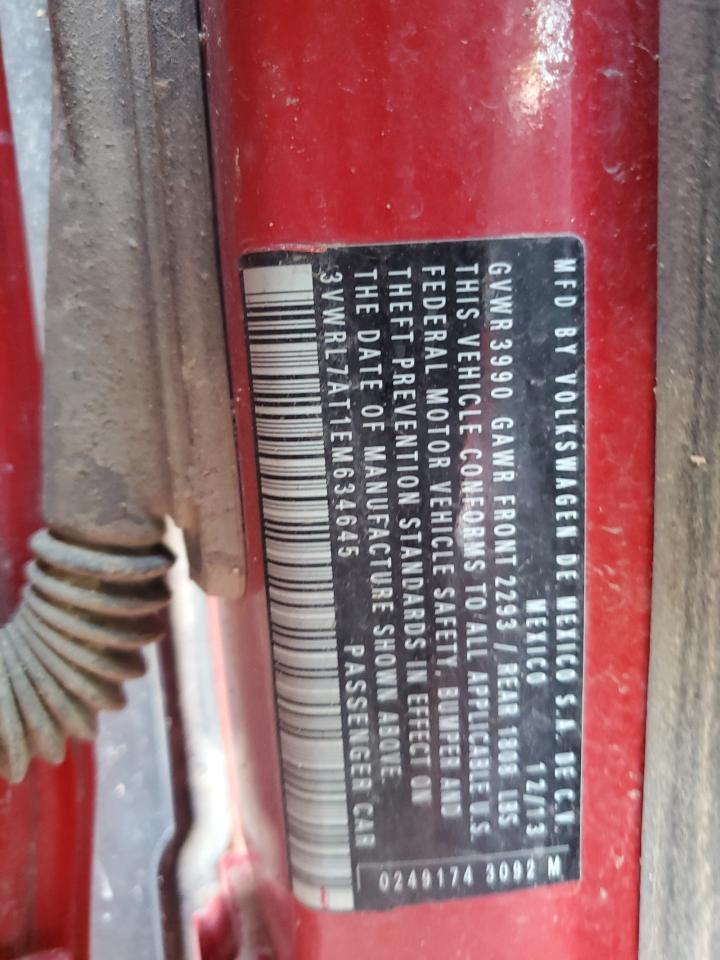 MFD BY VOLKSWAGEN DE MEXICO S.A. DE C.V.
MEXICO 12/13
GVWR 3990 GAWR FRONT 2293 / REAR 1808 LBS
THIS VEHICLE CONFORMS TO ALL APPLICABLE U.S.
FEDERAL MOTOR VEHICLE SAFETY, BUMPER AND
THEFT PREVENTION STANDARDS IN EFFECT ON
THE DATE OF MANUFACTURE SHOWN ABOVE.
3VWRL7AT1EM634645 PASSENGER CAR
0249174 3092 M